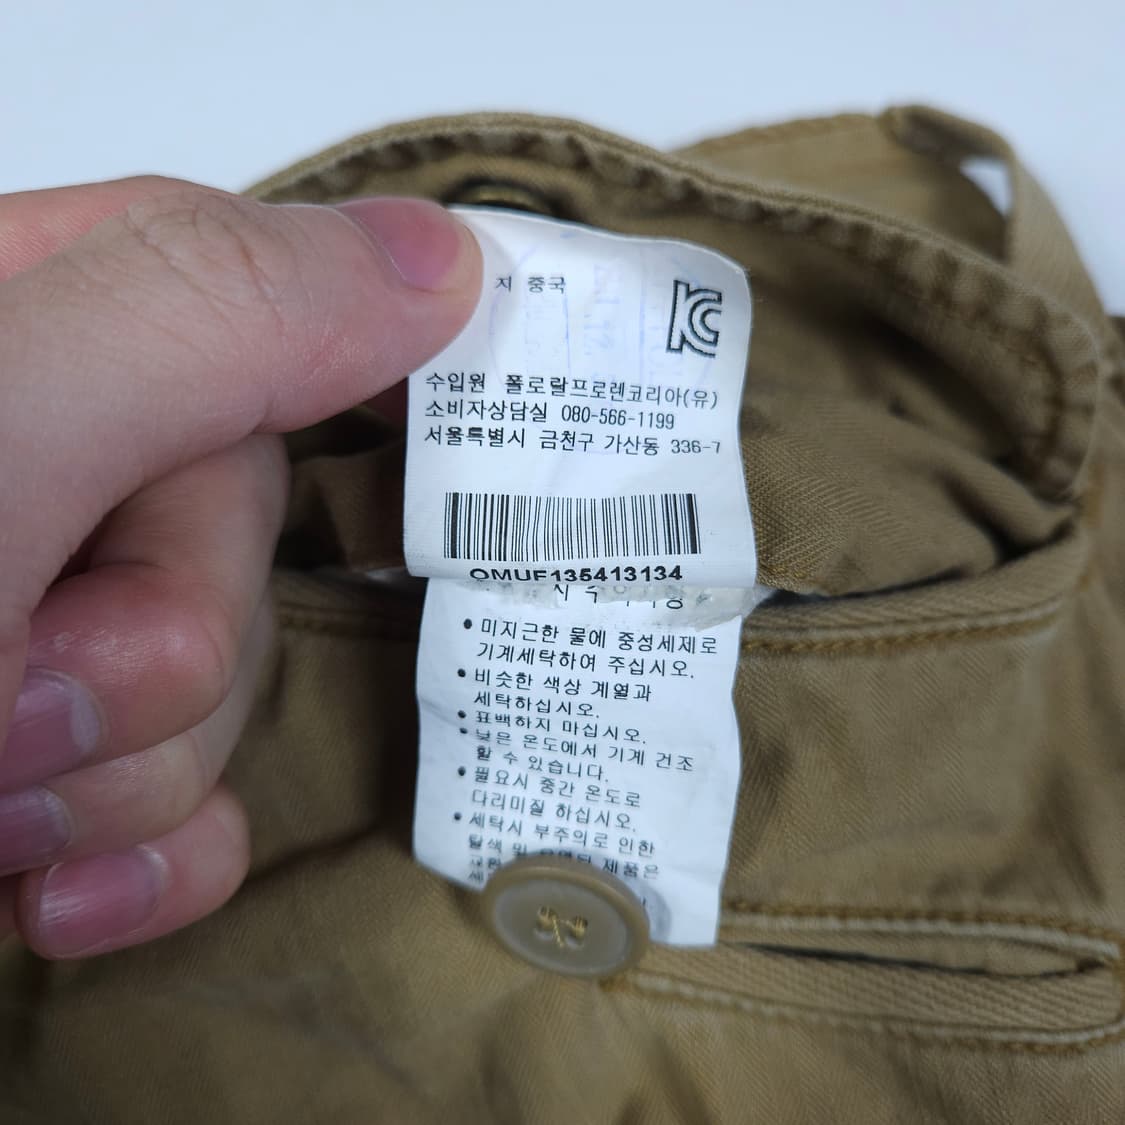 지 중국
수입원 폴로랄프로렌코리아(유)
소비자상담실 080-566-1199
서울특별시 금천구 가산동 336-7
OMUF135413134
미지근한 물에 중성세제로
기계세탁하여 주십시오.
비슷한 색상 계열과
세탁하십시오.
표백하지 마십시오.
낮은 온도에서 기계 건조
할 수 있습니다.
필요시 중간 온도로
다리미질 하십시오.
세탁시 부주의로 인한
탈색 및 제품은